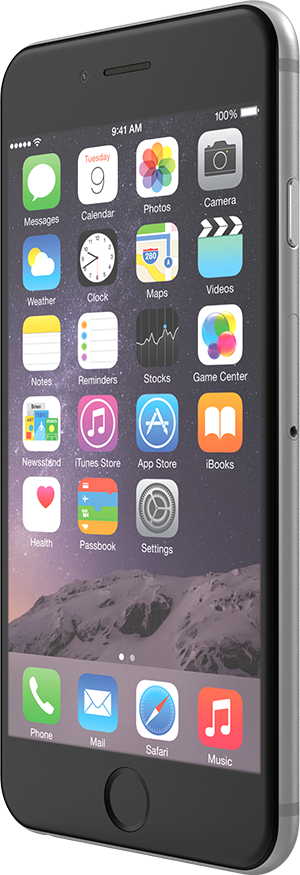 9:41 AM 100%
Tuesday
9
Messages Calendar Photos Camera
280
Weather Clock Maps Videos
Notes Reminders Stocks Game Center
News
Newsstand iTunes Store App Store iBooks
Health Passbook Settings
Phone Mail Safari Music